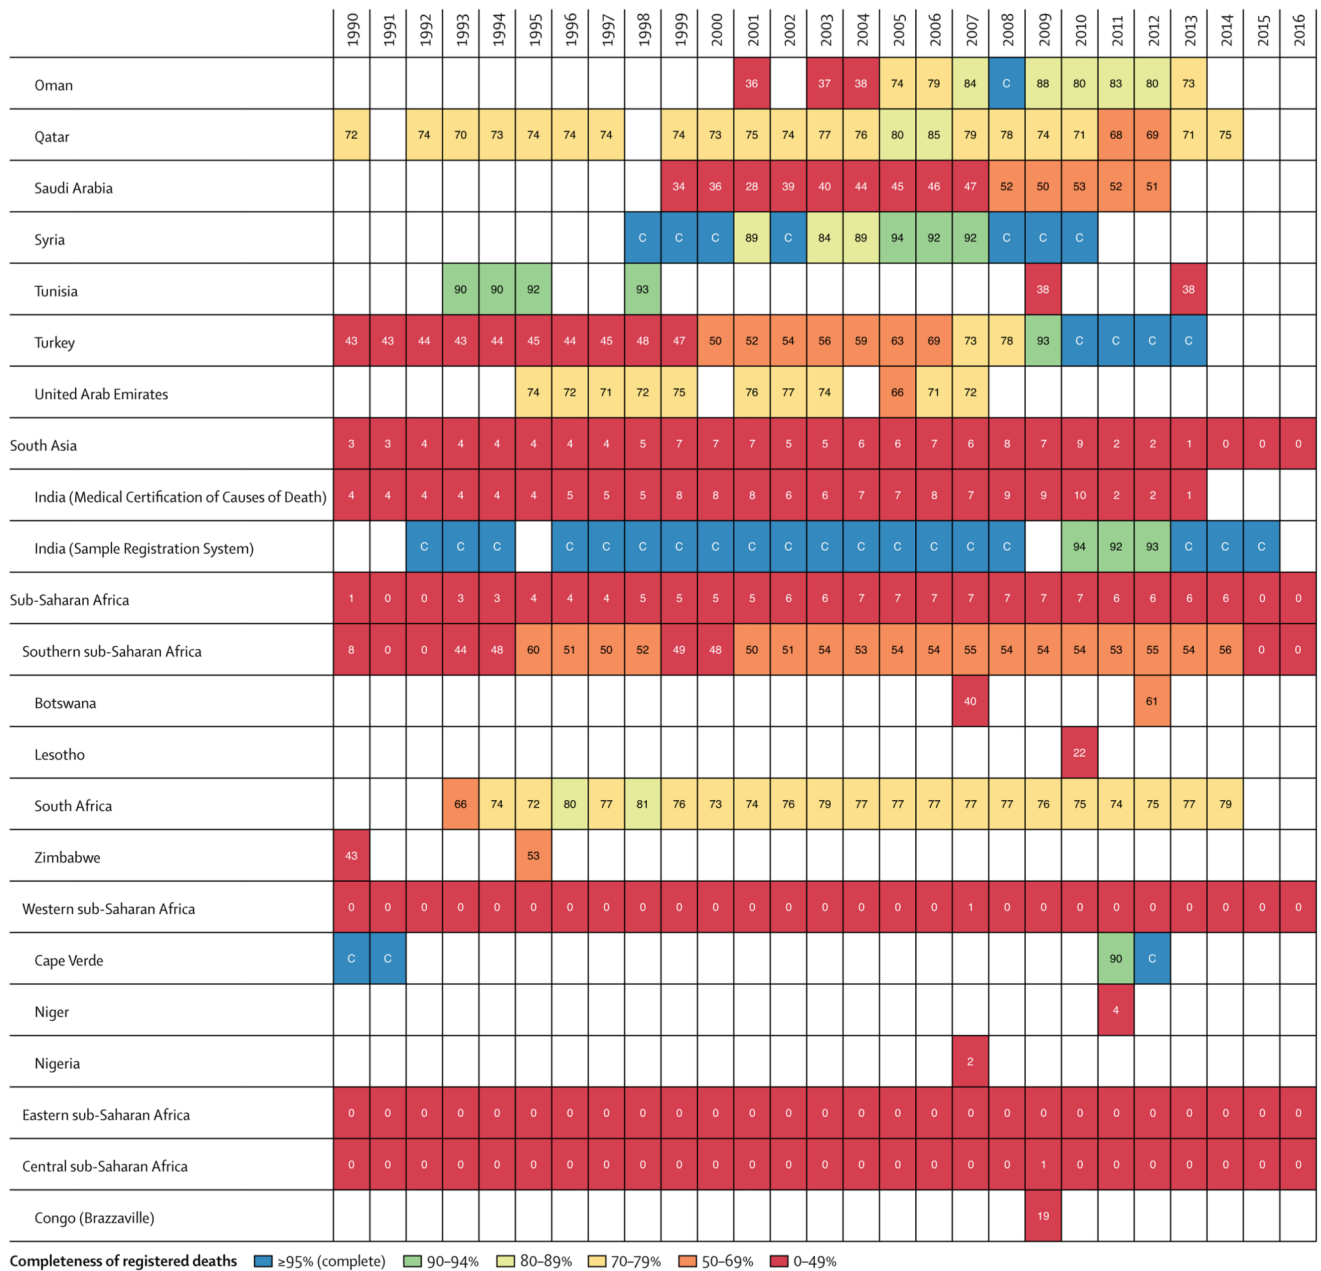 1990 1991 1992 1993 1994 1995 1996 1997 1998 1999 2000 2001 2002 2003 2004 2005 2006 2007 2008 2009 2010 2011 2012 2013 2014 2015 2016
Oman 36 37 38 74 79 84 C 88 80 83 80 73
Qatar 72 74 70 73 74 74 74 74 73 75 74 77 76 80 85 79 78 74 71 68 69 71 75
Saudi Arabia 34 36 28 39 40 44 45 46 47 52 50 53 52 51
Syria C C C 89 C 84 89 94 92 92 C C C
Tunisia 90 90 92 93 38 38
Turkey 43 43 44 43 44 45 44 45 48 47 50 52 54 56 59 63 69 73 78 93 C C C C
United Arab Emirates 74 72 71 72 75 76 77 74 66 71 72
South Asia 3 3 4 4 4 4 4 4 5 7 7 7 5 5 6 6 7 6 8 7 9 2 2 1 0 0 0
India (Medical Certification of Causes of Death) 4 4 4 4 4 4 5 5 5 8 8 8 6 6 7 7 8 7 9 9 10 2 2 1
India (Sample Registration System) C C C C C C C C C C C C C C C C 94 92 93 C C C
Sub-Saharan Africa 1 0 0 3 3 4 4 4 5 5 5 5 6 6 7 7 7 7 7 7 7 6 6 6 6 0 0
Southern sub-Saharan Africa 8 0 0 44 48 60 51 50 52 49 48 50 51 54 53 54 54 55 54 54 54 53 55 54 56 0 0
Botswana 40 61
Lesotho 22
South Africa 66 74 72 80 77 81 76 73 74 76 79 77 77 77 77 77 76 75 74 75 77 79
Zimbabwe 43 53
Western sub-Saharan Africa 0 0 0 0 0 0 0 0 0 0 0 0 0 0 0 0 0 1 0 0 0 0 0 0 0 0 0
Cape Verde C C 90 C
Niger 4
Nigeria 2
Eastern sub-Saharan Africa 0 0 0 0 0 0 0 0 0 0 0 0 0 0 0 0 0 0 0 0 0 0 0 0 0 0 0
Central sub-Saharan Africa 0 0 0 0 0 0 0 0 0 0 0 0 0 0 0 0 0 0 0 1 0 0 0 0 0 0 0
Congo (Brazzaville) 19
Completeness of registered deaths ≥95% (complete) 90–94% 80–89% 70–79% 50–69% 0–49%